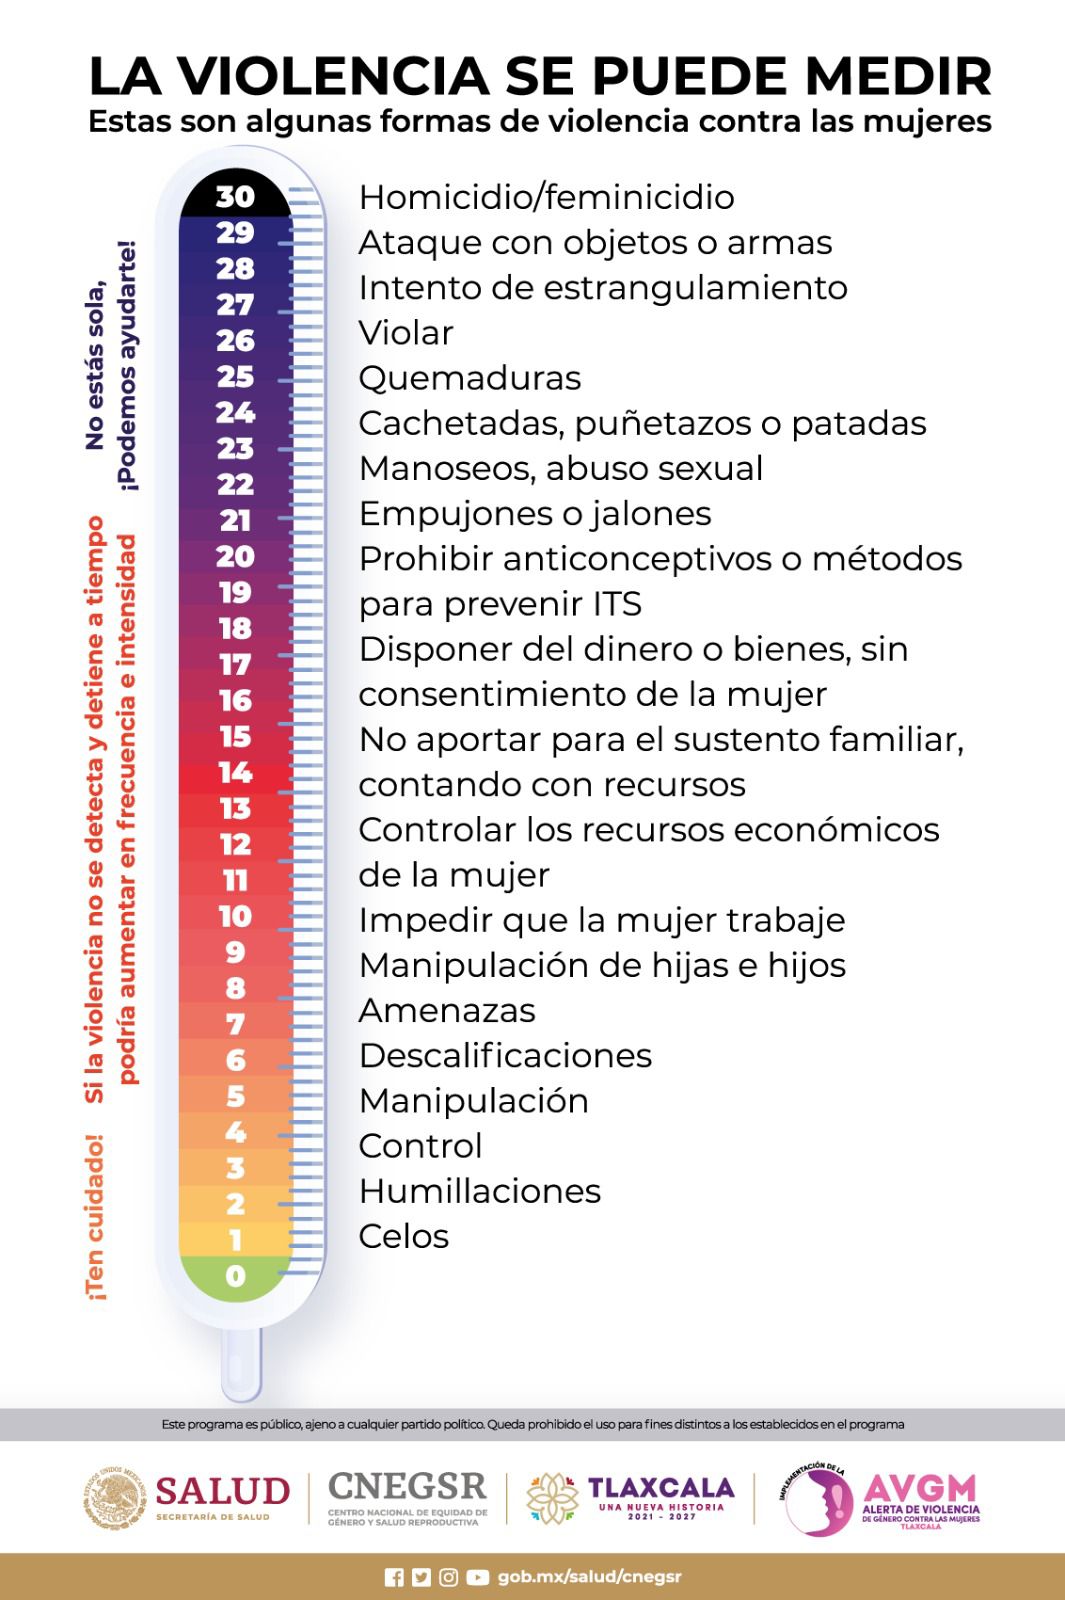 LA VIOLENCIA SE PUEDE MEDIR
Estas son algunas formas de violencia contra las mujeres
30
29
28
27
26
25
24
23
22
21
20
19
18
17
16
15
14
13
12
11
10
9
8
7
6
5
4
3
2
1
0
No estás sola,
¡Podemos ayudarte!
Si la violencia no se detecta y detiene a tiempo
podría aumentar en frecuencia e intensidad
¡Ten cuidado!
Homicidio/feminicidio
Ataque con objetos o armas
Intento de estrangulamiento
Violar
Quemaduras
Cachetadas, puñetazos o patadas
Manoseos, abuso sexual
Empujones o jalones
Prohibir anticonceptivos o métodos
para prevenir ITS
Disponer del dinero o bienes, sin
consentimiento de la mujer
No aportar para el sustento familiar,
contando con recursos
Controlar los recursos económicos
de la mujer
Impedir que la mujer trabaje
Manipulación de hijas e hijos
Amenazas
Descalificaciones
Manipulación
Control
Humillaciones
Celos
Este programa es público, ajeno a cualquier partido político. Queda prohibido el uso para fines distintos a los establecidos en el programa
ESTADOS UNIDOS MEXICANOS
SALUD
SECRETARÍA DE SALUD
CNEGSR
CENTRO NACIONAL DE EQUIDAD DE
GÉNERO Y SALUD REPRODUCTIVA
TLAXCALA
UNA NUEVA HISTORIA
2021 - 2027
IMPLEMENTACIÓN DE LA
AVGM
ALERTA DE VIOLENCIA
DE GÉNERO CONTRA LAS MUJERES
TLAXCALA
gob.mx/salud/cnegsr